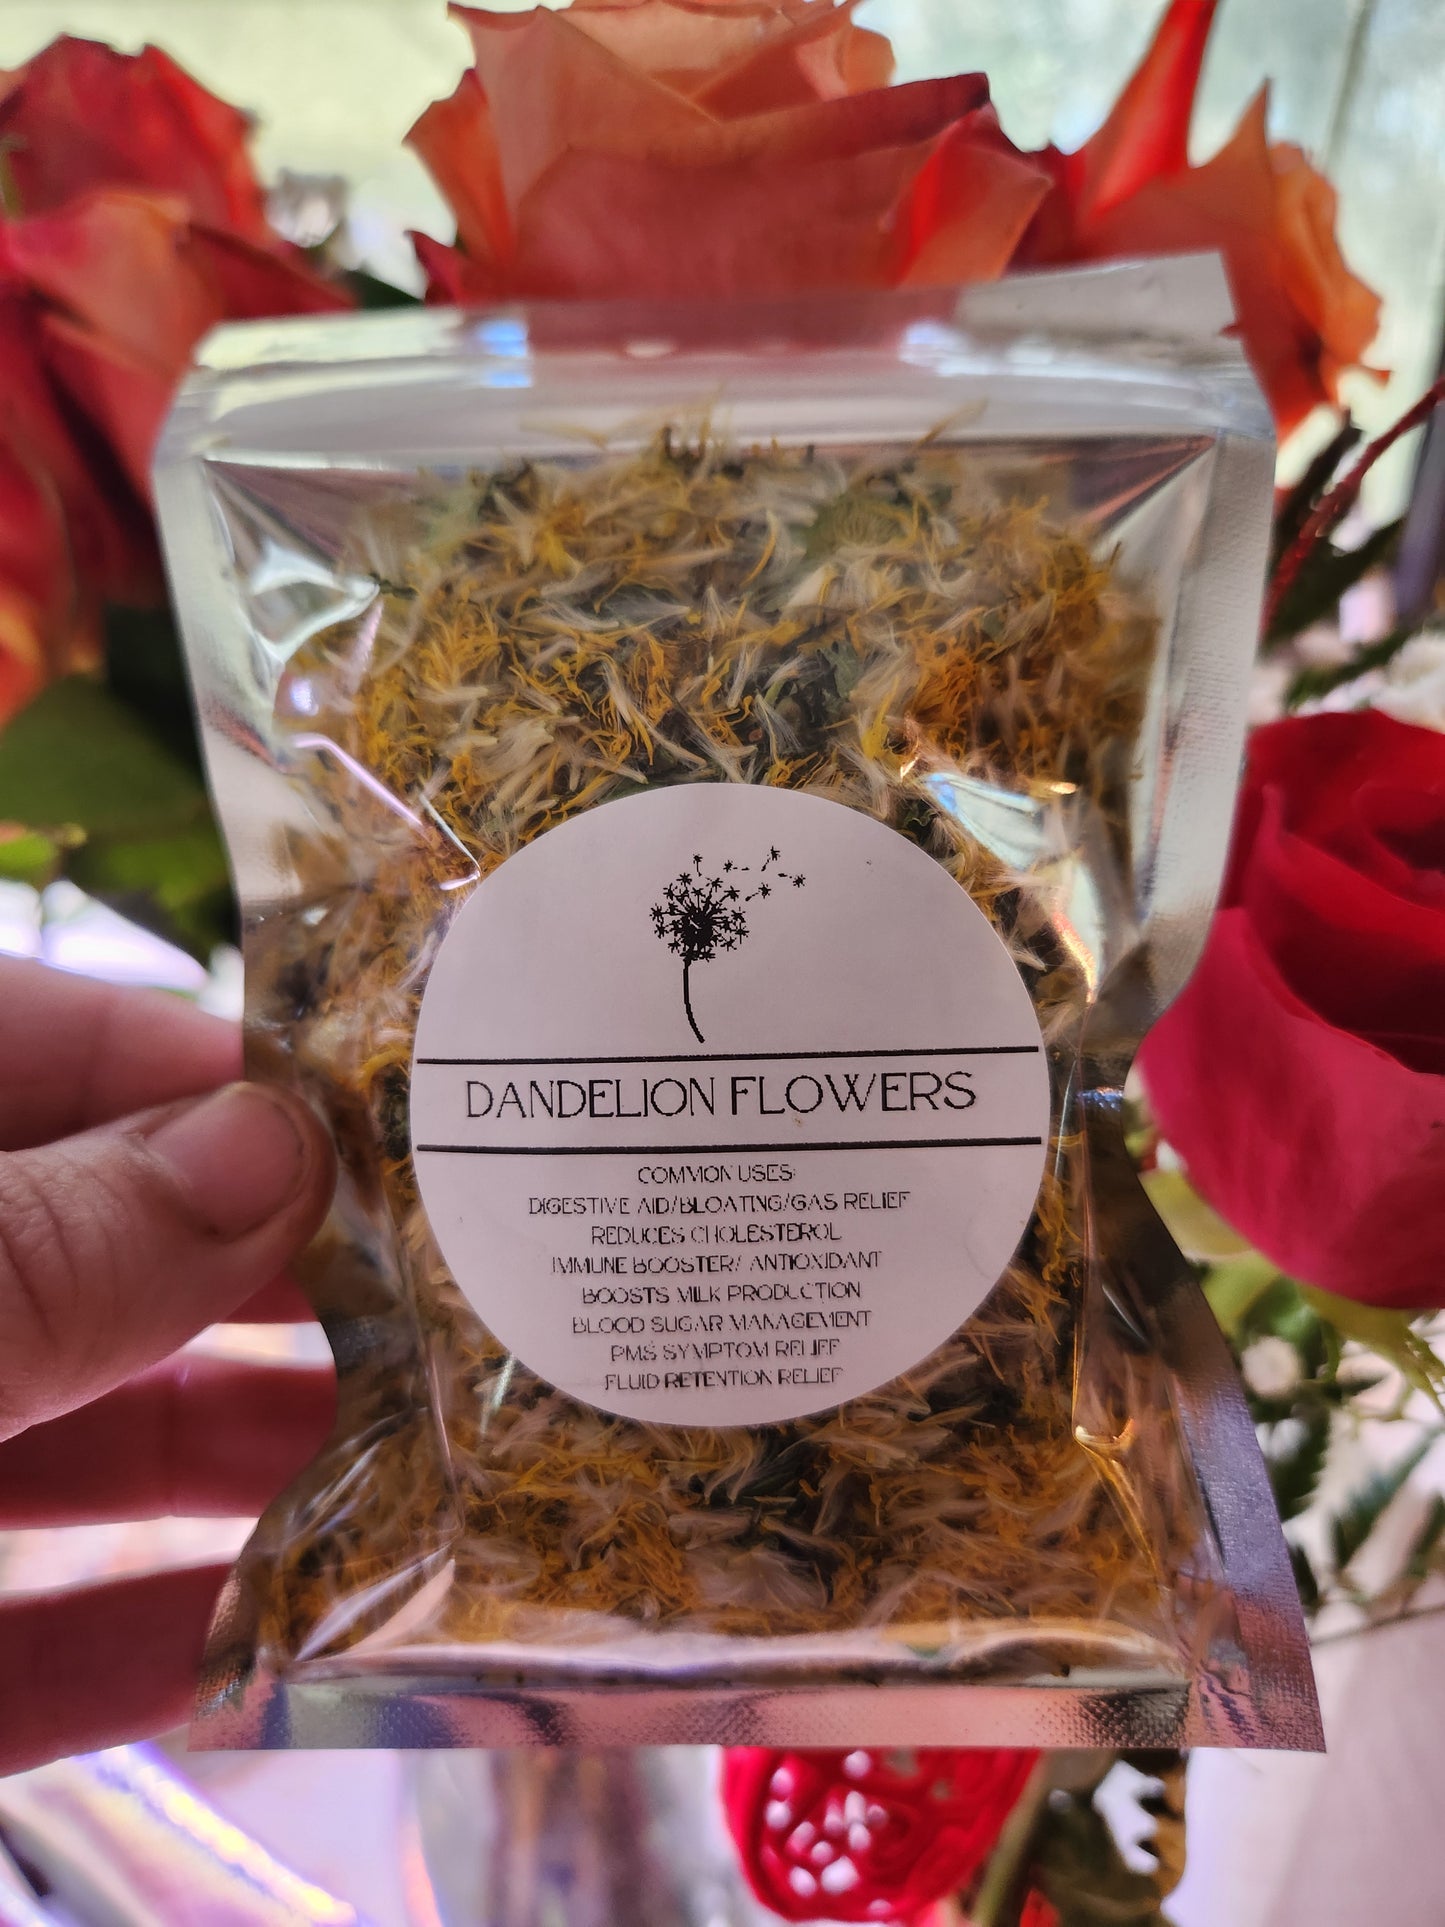 DANDELION FLOWERS
COMMON USES:
DIGESTIVE AID/BLOATING/GAS RELIEF
REDUCES CHOLESTEROL
IMMUNE BOOSTER/ ANTIOXIDANT
BOOSTS MILK PRODUCTION
BLOOD SUGAR MANAGEMENT
PMS SYMPTOM RELIEF
FLUID RETENTION RELIEF